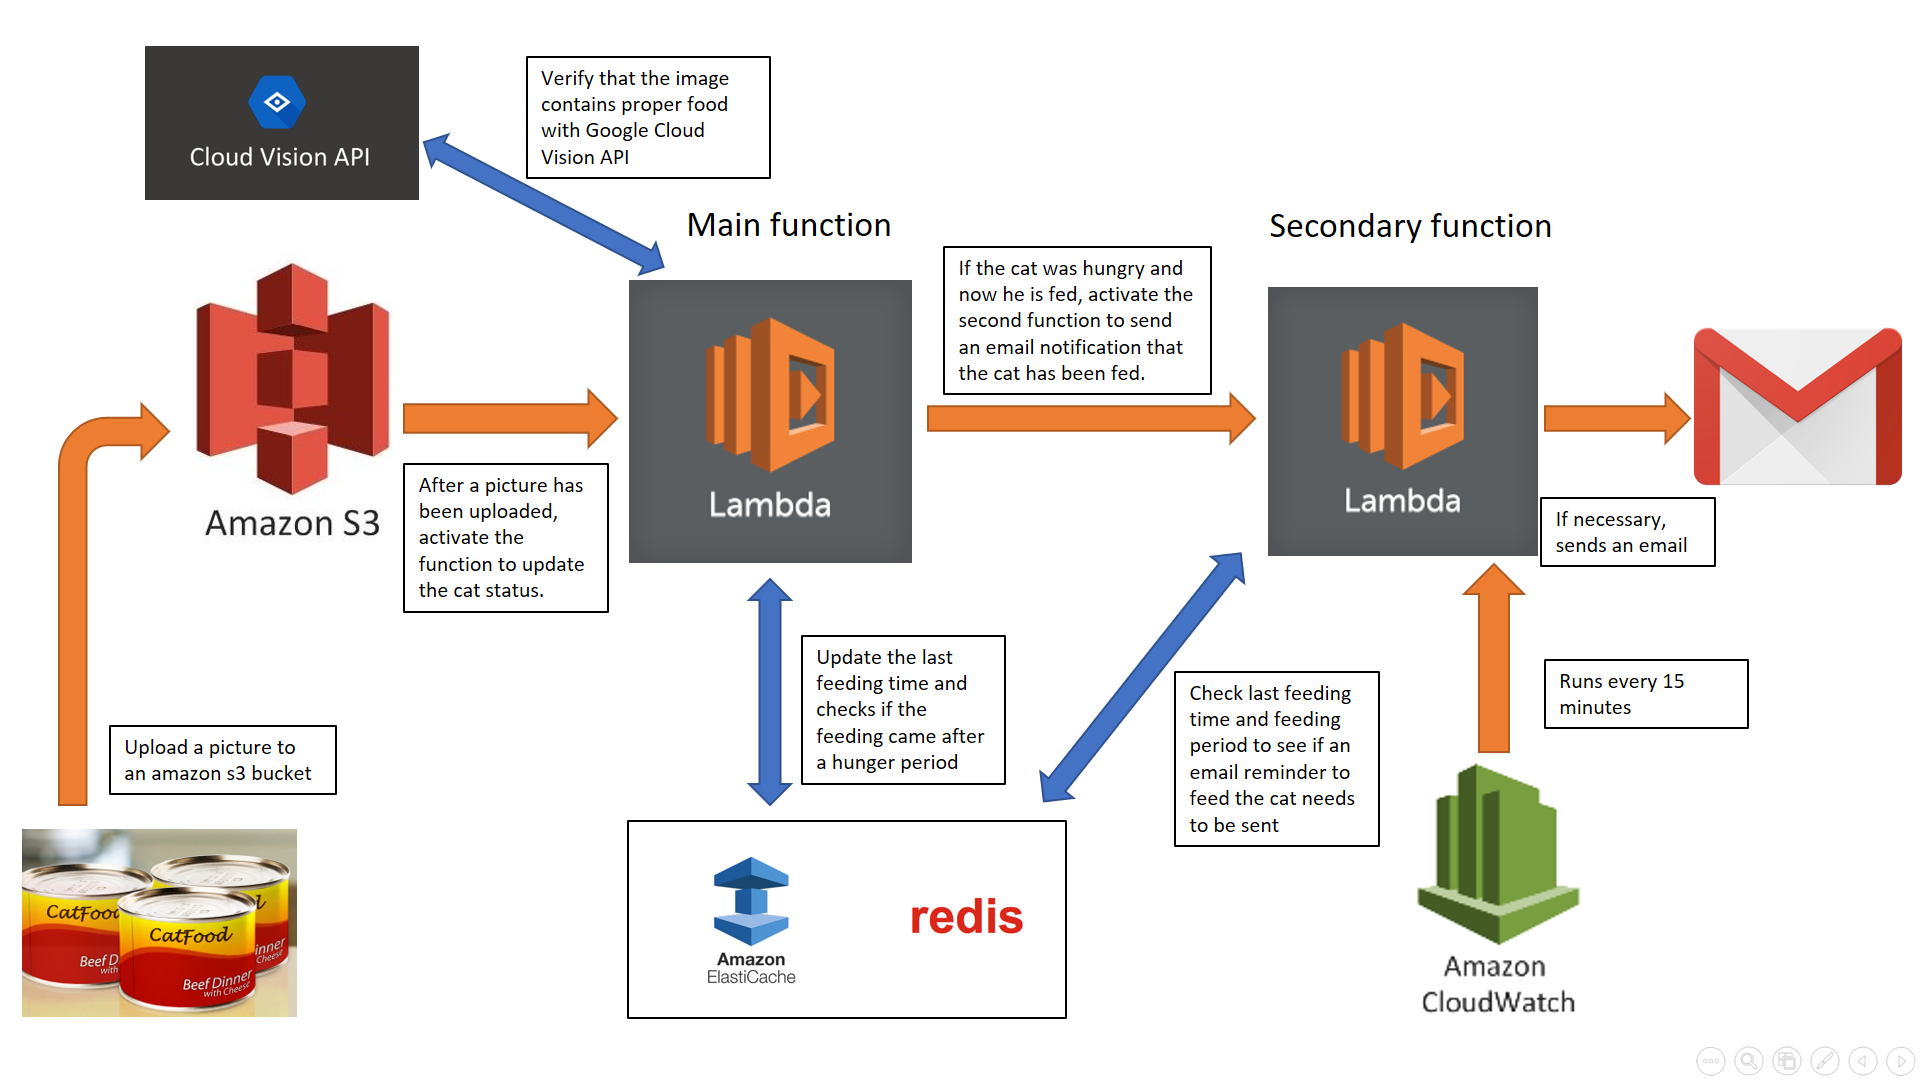 Cloud Vision API
Verify that the image
contains proper food
with Google Cloud
Vision API
Main function
Secondary function
If the cat was hungry and
now he is fed, activate the
second function to send
an email notification that
the cat has been fed.
Amazon S3
After a picture has
been uploaded,
activate the
function to update
the cat status.
Lambda
Lambda
If necessary,
sends an email
Update the last
feeding time and
checks if the
feeding came after
a hunger period
Check last feeding
time and feeding
period to see if an
email reminder to
feed the cat needs
to be sent
Runs every 15
minutes
Upload a picture to
an amazon s3 bucket
CatFood
Beef D
with
CatFood
Beef Dinner
with Cheese
inner
Cheese
Amazon
ElastiCache
redis
Amazon
CloudWatch